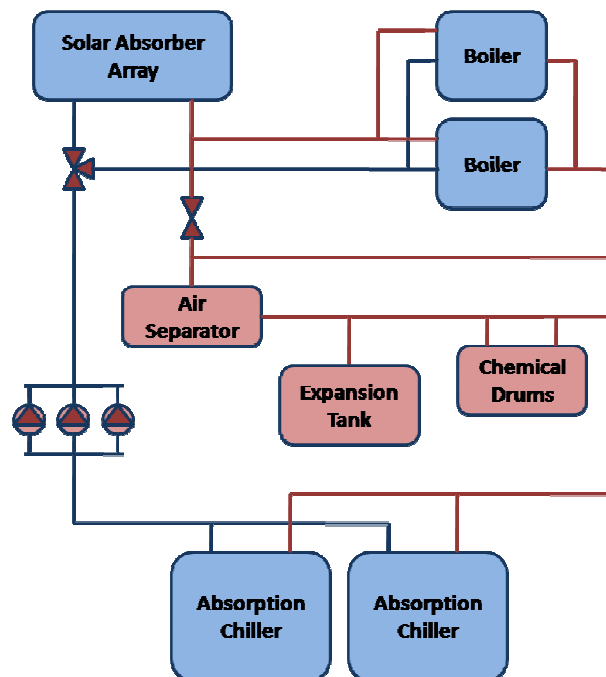 Solar Absorber
Array
Boiler
Boiler
Air
Separator
Expansion
Tank
Chemical
Drums
Absorption
Chiller
Absorption
Chiller